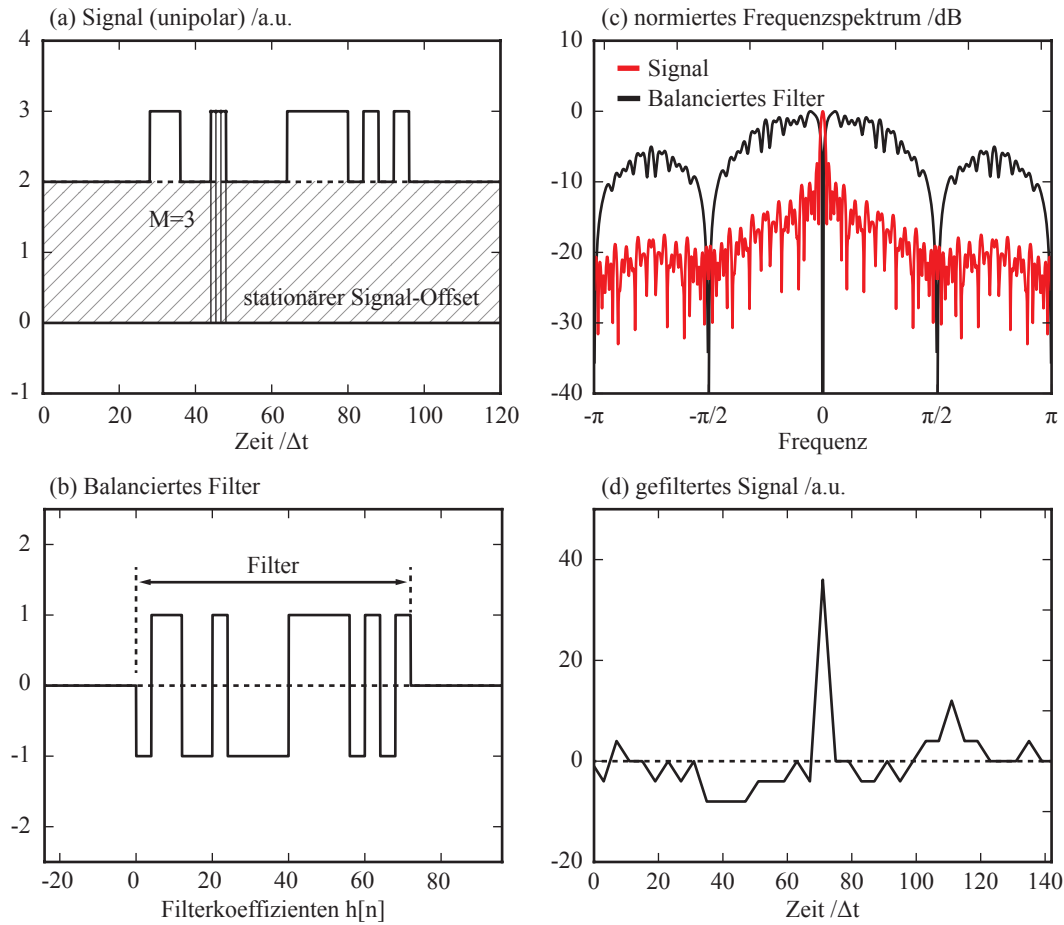 (a) Signal (unipolar) /a.u.
4
3
2
1
0
-1
M=3
stationärer Signal-Offset
0 20 40 60 80 100 120
Zeit /Δt
(c) normiertes Frequenzspektrum /dB
10
0
-10
-20
-30
-40
Signal
Balanciertes Filter
-π -π/2 0 π/2 π
Frequenz
(b) Balanciertes Filter
2
1
0
-1
-2
Filter
-20 0 20 40 60 80
Filterkoeffizienten h[n]
(d) gefiltertes Signal /a.u.
40
20
0
-20
0 20 40 60 80 100 120 140
Zeit /Δt